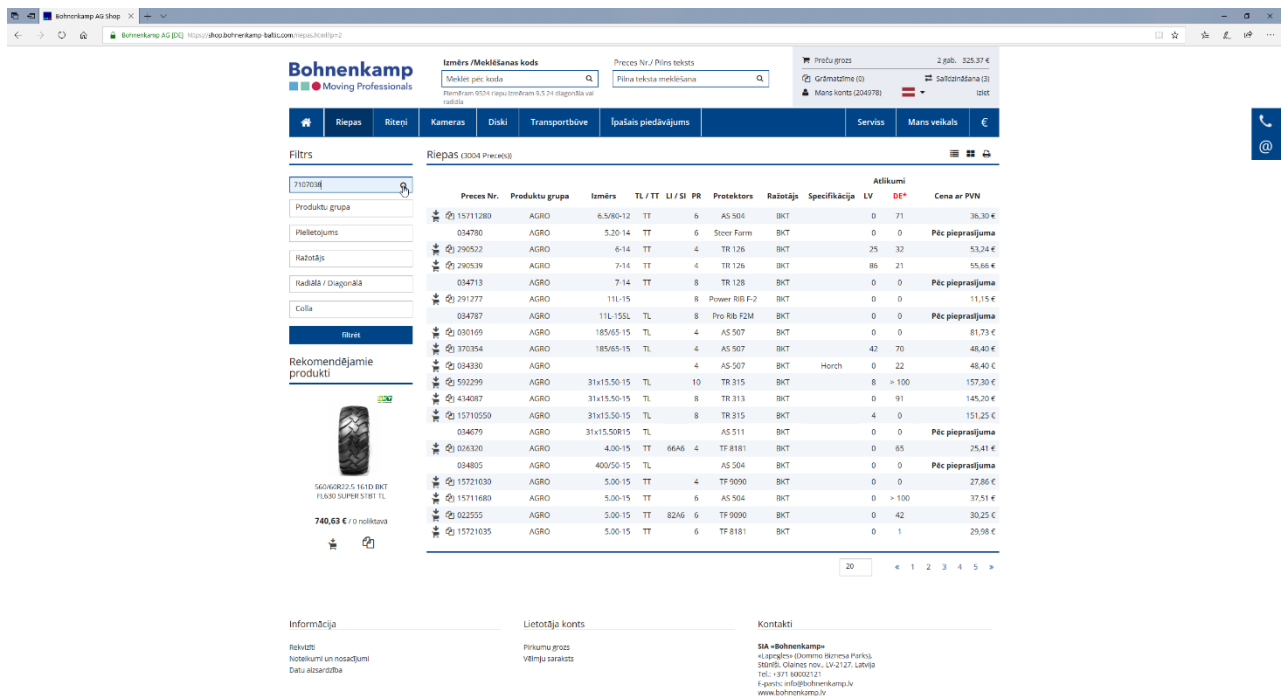 Bohnenkamp AG Shop
Bohnenkamp AG [DE] https://shop.bohnenkamp-baltic.com/riepas.html?p=2
Bohnenkamp
Moving Professionals
Izmērs /Meklēšanas kods
Meklēt pēc koda
Piemēram 9524 riepu izmēram 9.5 24 diagonāla vai
radiāla
Preces Nr./ Pilns teksts
Pilna teksta meklēšana
Preču grozs 2 gab. 325.37 €
Grāmatzīme (0) Salīdzināšana (3)
Mans konts (204978) Iziet
Riepas Riteņi Kameras Diski Transportbūve Īpašais piedāvājums Serviss Mans veikals €
Filtrs
7107038
Produktu grupa
Pielietojums
Ražotājs
Radiālā / Diagonālā
Colla
filtrēt
Rekomendējamie
produkti
BKT
560/60R22.5 161D BKT
FL630 SUPER STBT TL
740,63 € / 0 noliktavā
Riepas (3004 Prece(s))
Atlikumi
Preces Nr. Produktu grupa Izmērs TL / TT LI / SI PR Protektors Ražotājs Specifikācija LV DE* Cena ar PVN
15711280 AGRO 6.5/80-12 TT 6 AS 504 BKT 0 71 36,30 €
034780 AGRO 5.20-14 TT 6 Steer Farm BKT 0 0 Pēc pieprasījuma
290522 AGRO 6-14 TT 4 TR 126 BKT 25 32 53,24 €
290539 AGRO 7-14 TT 4 TR 126 BKT 86 21 55,66 €
034713 AGRO 7-14 TT 8 TR 128 BKT 0 0 Pēc pieprasījuma
291277 AGRO 11L-15 8 Power RIB F-2 BKT 0 0 11,15 €
034787 AGRO 11L-15SL TL 8 Pro Rib F2M BKT 0 0 Pēc pieprasījuma
030169 AGRO 185/65-15 TL 4 AS 507 BKT 0 0 81,73 €
370354 AGRO 185/65-15 TL 4 AS 507 BKT 42 70 48,40 €
034330 AGRO 4 AS-507 BKT Horch 0 22 48,40 €
592299 AGRO 31x15.50-15 TL 10 TR 315 BKT 8 > 100 157,30 €
434087 AGRO 31x15.50-15 TL 8 TR 313 BKT 0 91 145,20 €
15710550 AGRO 31x15.50-15 TL 8 TR 315 BKT 4 0 151,25 €
034679 AGRO 31x15.50R15 TL AS 511 BKT 0 0 Pēc pieprasījuma
026320 AGRO 4.00-15 TT 66A6 4 TF 8181 BKT 0 65 25,41 €
034805 AGRO 400/50-15 TL AS 504 BKT 0 0 Pēc pieprasījuma
15721030 AGRO 5.00-15 TT 4 TF 9090 BKT 0 0 27,86 €
15711680 AGRO 5.00-15 TT 6 AS 504 BKT 0 > 100 37,51 €
022555 AGRO 5.00-15 TT 82A6 6 TF 9090 BKT 0 42 30,25 €
15721035 AGRO 5.00-15 TT 6 TF 8181 BKT 0 1 29,98 €
20 « 1 2 3 4 5 »
Informācija
Rekvizīti
Noteikumi un nosacījumi
Datu aizsardzība
Lietotāja konts
Pirkumu grozs
Vēlmju saraksts
Kontakti
SIA «Bohnenkamp»
«Lapegles» (Dommo Biznesa Parks),
Stūnīši, Olaines nov., LV-2127, Latvija
Tel.: +371 60002121
E-pasts: info@bohnenkamp.lv
www.bohnenkamp.lv